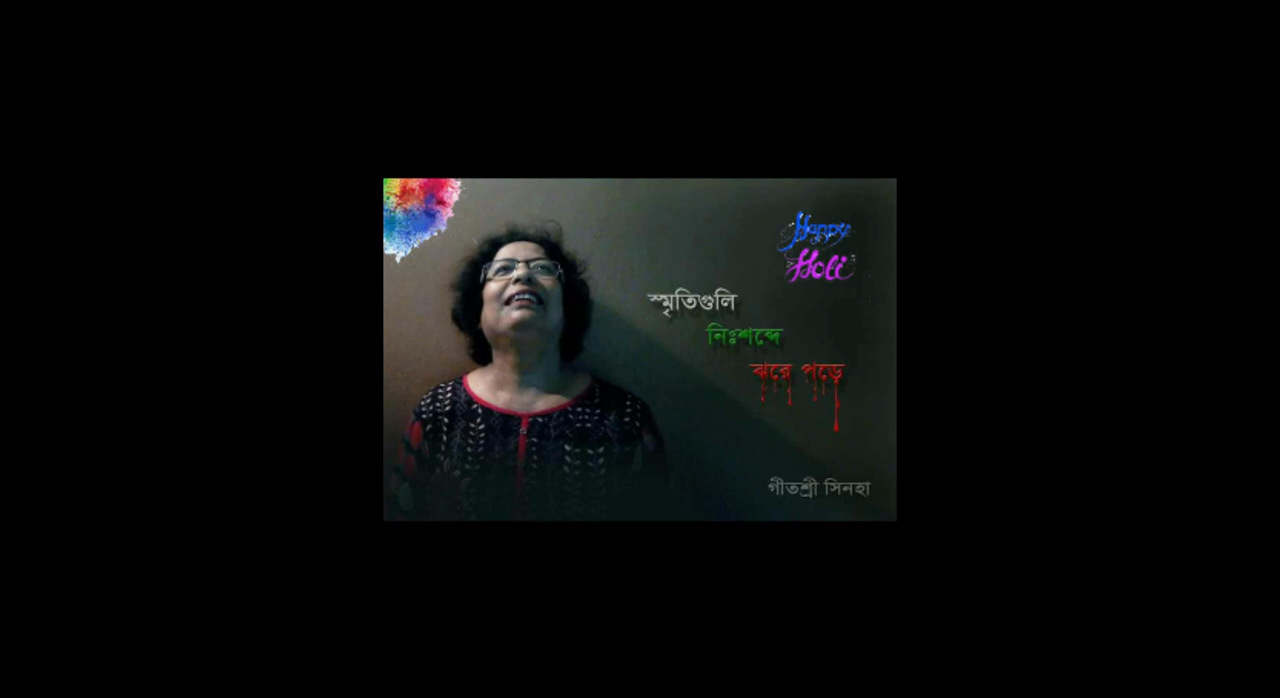 Happy
Holi
স্মৃতিগুলি
নিঃশব্দে
ঝরে পড়ে
গীতশ্রী সিনহা